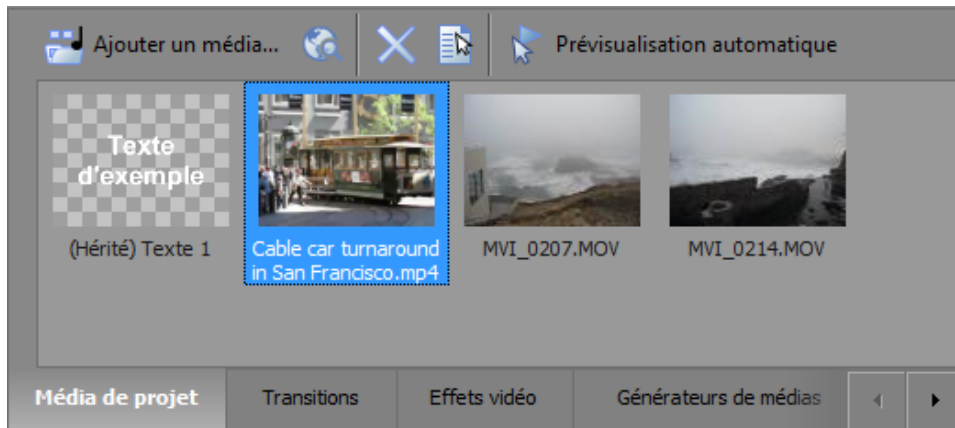 Ajouter un média...
Prévisualisation automatique
Texte
d'exemple
(Hérité) Texte 1
Cable car turnaround
in San Francisco.mp4
MVI_0207.MOV
MVI_0214.MOV
Média de projet
Transitions
Effets vidéo
Générateurs de médias